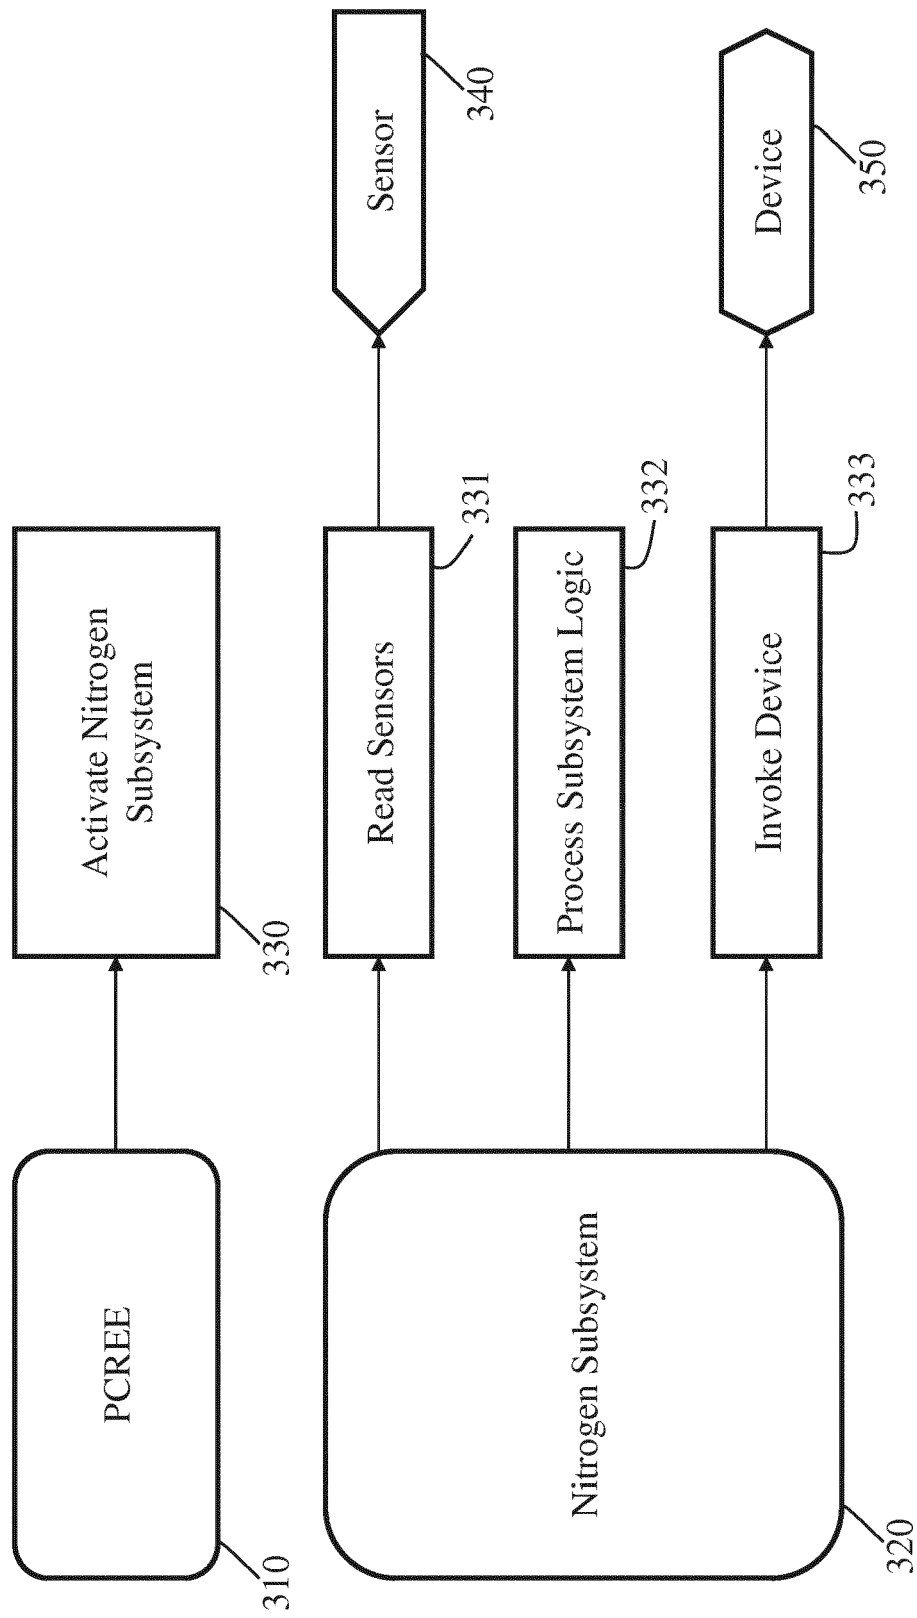 PCREE
310
Activate Nitrogen
Subsystem
330
Nitrogen Subsystem
320
Read Sensors
331
Sensor
340
Process Subsystem Logic
332
Invoke Device
333
Device
350